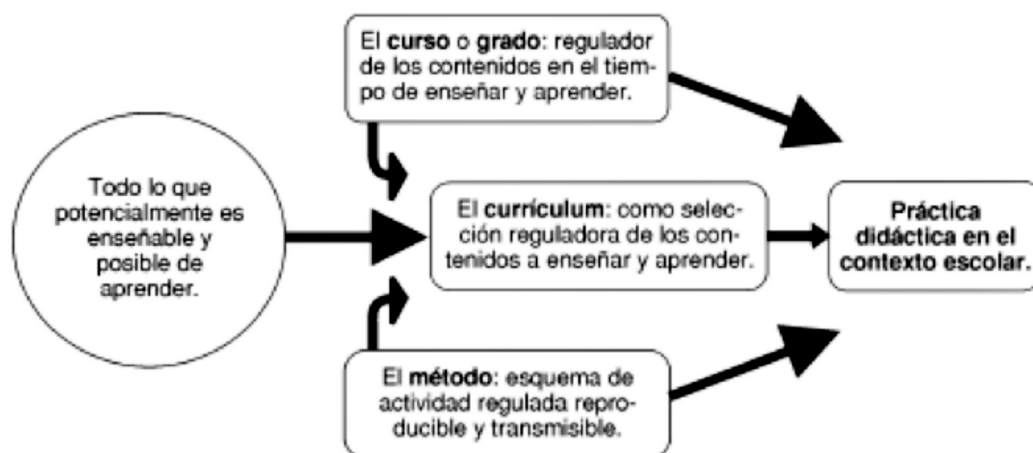 El curso o grado: regulador
de los contenidos en el tiem-
po de enseñar y aprender.
Todo lo que
potencialmente es
enseñable y
posible de
aprender.
El currículum: como selec-
ción reguladora de los con-
tenidos a enseñar y aprender.
Práctica
didáctica en el
contexto escolar.
El método: esquema de
actividad regulada repro-
ducible y transmisible.